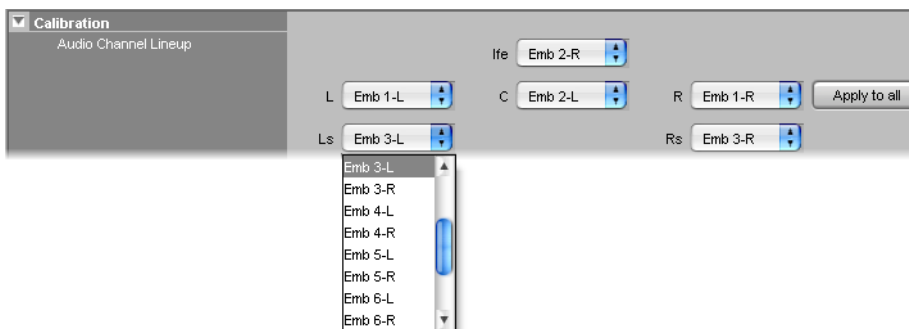 Calibration
Audio Channel Lineup
lfe Emb 2-R
L Emb 1-L C Emb 2-L R Emb 1-R Apply to all
Ls Emb 3-L Rs Emb 3-R
Emb 3-L
Emb 3-R
Emb 4-L
Emb 4-R
Emb 5-L
Emb 5-R
Emb 6-L
Emb 6-R